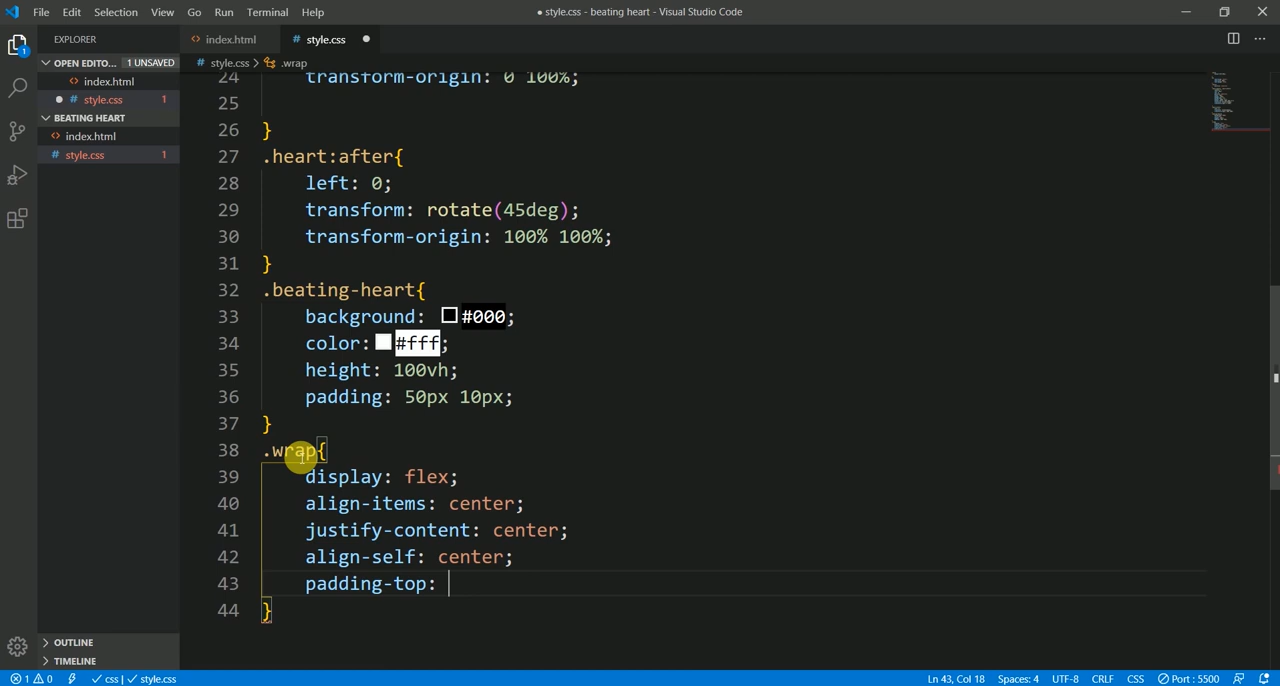 File Edit Selection View Go Run Terminal Help
● style.css - beating heart - Visual Studio Code
EXPLORER
<> index.html
# style.css ●
OPEN EDITO... 1 UNSAVED
# style.css > .wrap
<> index.html
● # style.css 1
BEATING HEART
<> index.html
# style.css 1
24 transform-origin: 0 100%;
25
26 }
27 .heart:after{
28 left: 0;
29 transform: rotate(45deg);
30 transform-origin: 100% 100%;
31 }
32 .beating-heart{
33 background: #000;
34 color: #fff;
35 height: 100vh;
36 padding: 50px 10px;
37 }
38 .wrap{
39 display: flex;
40 align-items: center;
41 justify-content: center;
42 align-self: center;
43 padding-top:
44 }
1
OUTLINE
TIMELINE
1 0 ✓ css | ✓ style.css Ln 43, Col 18 Spaces: 4 UTF-8 CRLF CSS Port : 5500